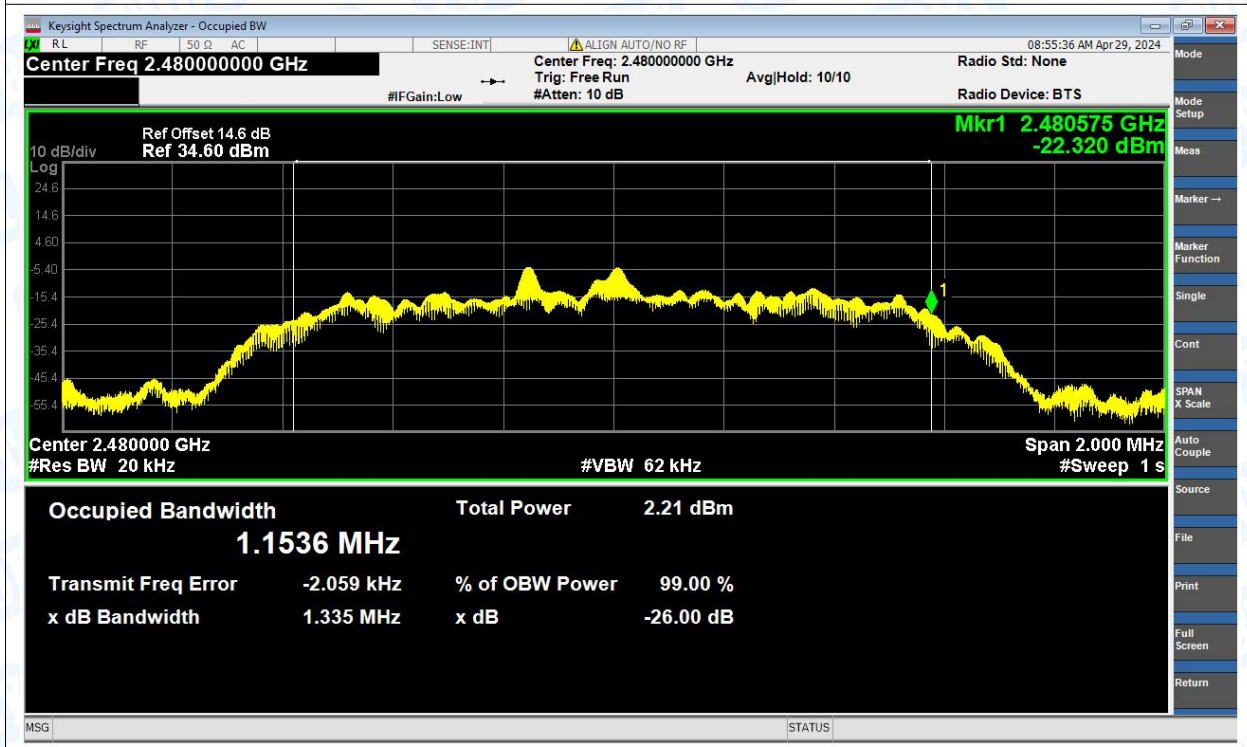 Keysight Spectrum Analyzer - Occupied BW
LXI RL RF 50 Ω AC SENSE:INT ALIGN AUTO/NO RF 08:55:36 AM Apr 29, 2024
Center Freq 2.480000000 GHz
Center Freq: 2.480000000 GHz
Radio Std: None
Trig: Free Run
Avg|Hold: 10/10
#IFGain:Low
#Atten: 10 dB
Radio Device: BTS
Ref Offset 14.6 dB
Mkr1 2.480575 GHz
10 dB/div
Ref 34.60 dBm
-22.320 dBm
Log
24.6
14.6
4.60
-5.40
-15.4
-25.4
-35.4
-45.4
-55.4
1
Center 2.480000 GHz
Span 2.000 MHz
#Res BW 20 kHz
#VBW 62 kHz
#Sweep 1 s
Occupied Bandwidth
Total Power 2.21 dBm
1.1536 MHz
Transmit Freq Error -2.059 kHz
% of OBW Power 99.00 %
x dB Bandwidth 1.335 MHz
x dB -26.00 dB
Mode
Mode
Setup
Meas
Marker →
Marker
Function
Single
Cont
SPAN
X Scale
Auto
Couple
Source
File
Print
Full
Screen
Return
MSG
STATUS